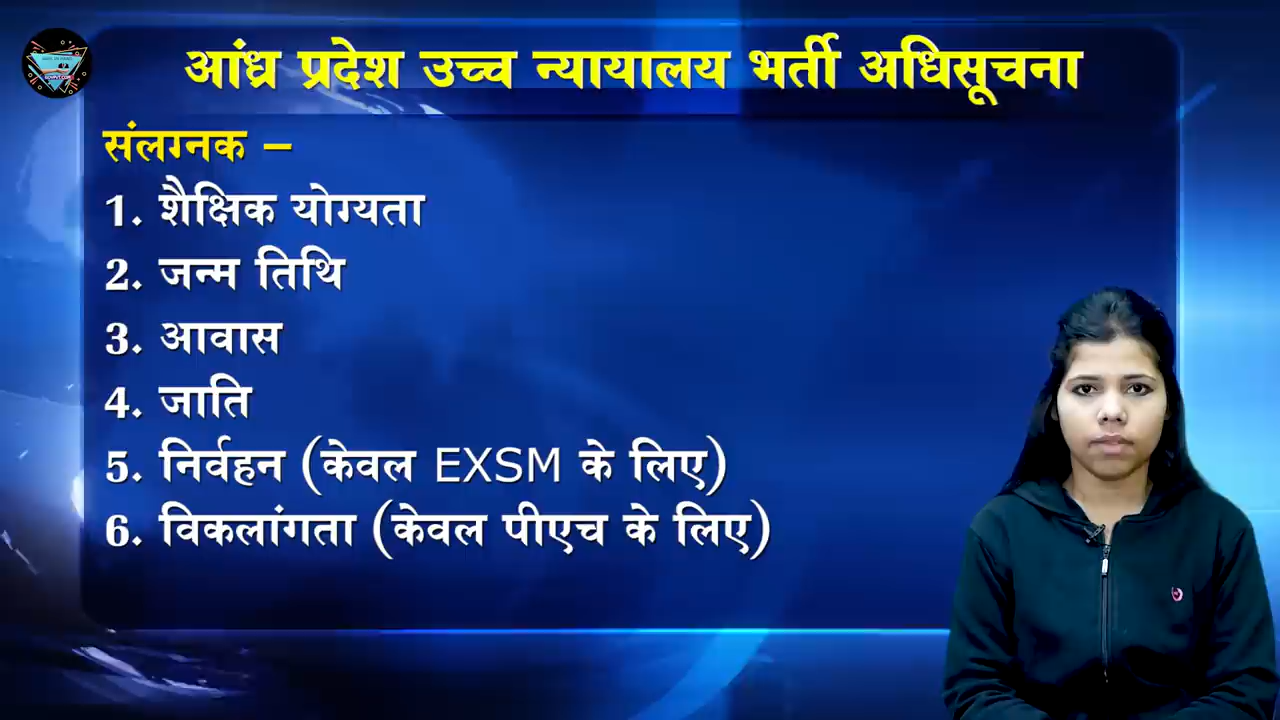 आंध्र प्रदेश उच्च न्यायालय भर्ती अधिसूचना
संलग्नक –
1. शैक्षिक योग्यता
2. जन्म तिथि
3. आवास
4. जाति
5. निर्वहन (केवल EXSM के लिए)
6. विकलांगता (केवल पीएच के लिए)